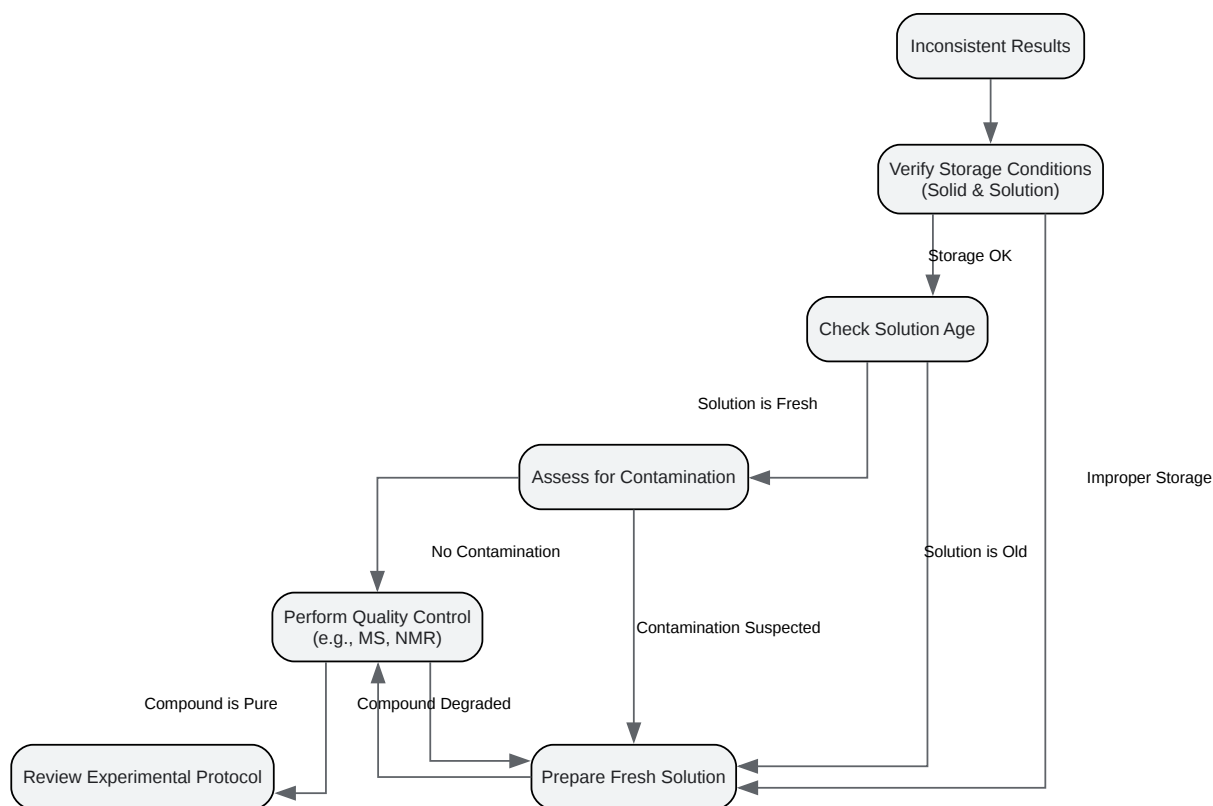 Inconsistent Results
Verify Storage Conditions
(Solid & Solution)
Storage OK
Check Solution Age
Solution is Fresh
Assess for Contamination
Improper Storage
No Contamination
Solution is Old
Perform Quality Control
(e.g., MS, NMR)
Contamination Suspected
Compound is Pure
Compound Degraded
Review Experimental Protocol
Prepare Fresh Solution